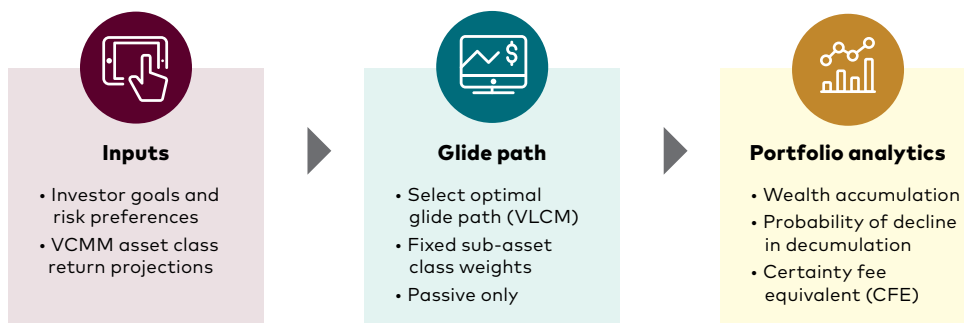 Inputs
• Investor goals and
risk preferences
• VCMM asset class
return projections
$
Glide path
• Select optimal
glide path (VLCM)
• Fixed sub-asset
class weights
• Passive only
Portfolio analytics
• Wealth accumulation
• Probability of decline
in decumulation
• Certainty fee
equivalent (CFE)